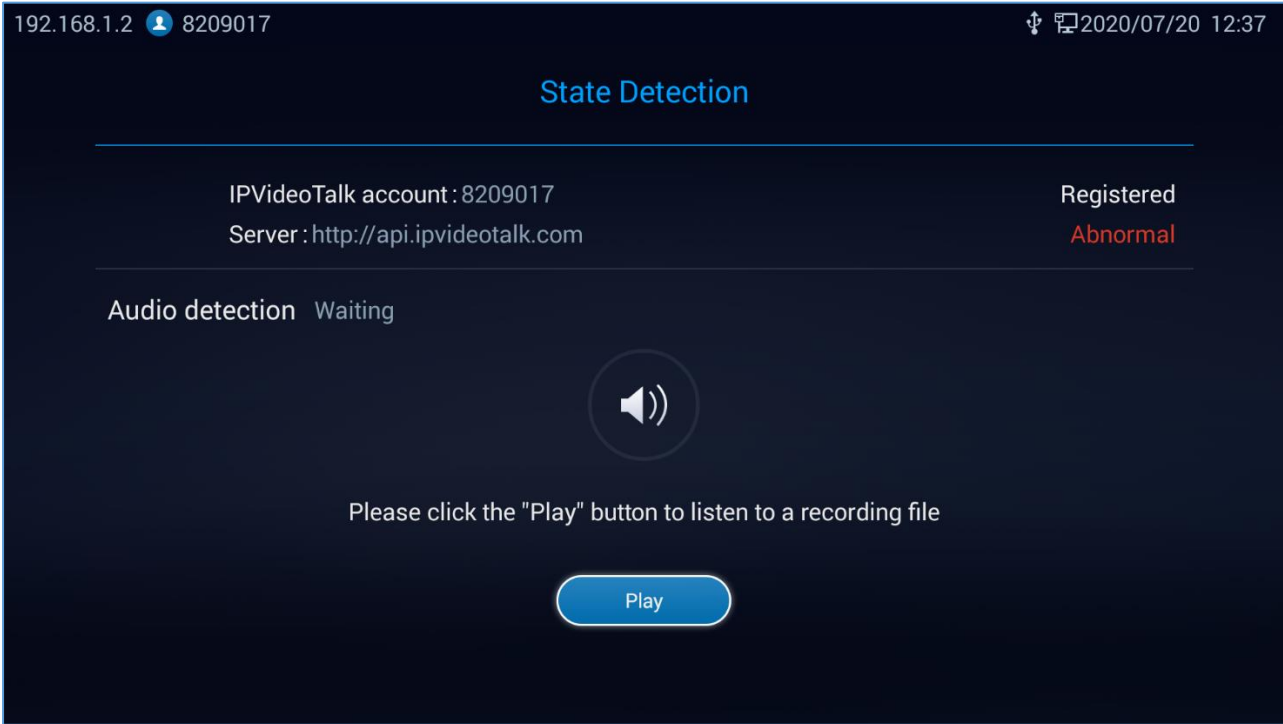 192.168.1.2 8209017 2020/07/20 12:37
State Detection
IPVideoTalk account : 8209017 Registered
Server : http://api.ipvideotalk.com Abnormal
Audio detection Waiting
Please click the "Play" button to listen to a recording file
Play